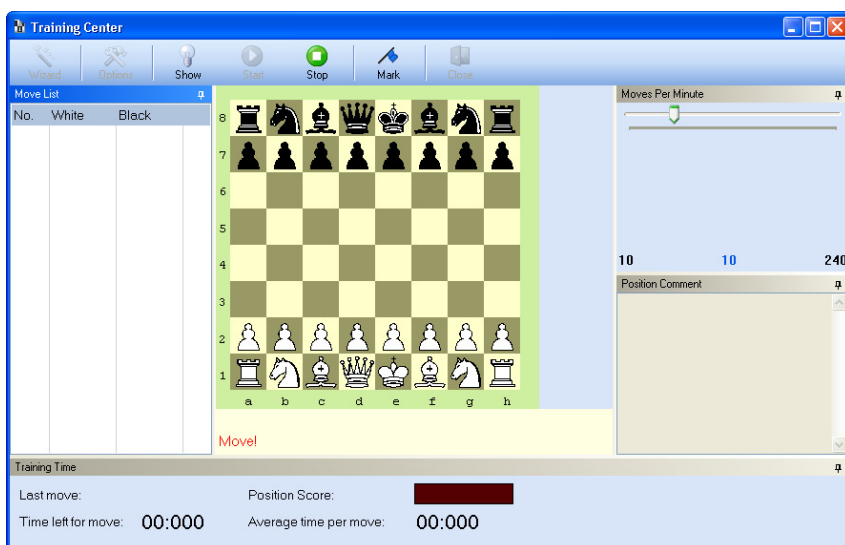 Training Center
Wizard Options Show Start Stop Mark Close
Move List
No. White Black
Moves Per Minute
8
7
6
5
4
3
2
1
a b c d e f g h
10 10 240
Position Comment
Move!
Training Time
Last move: Position Score:
Time left for move: 00:000 Average time per move: 00:000